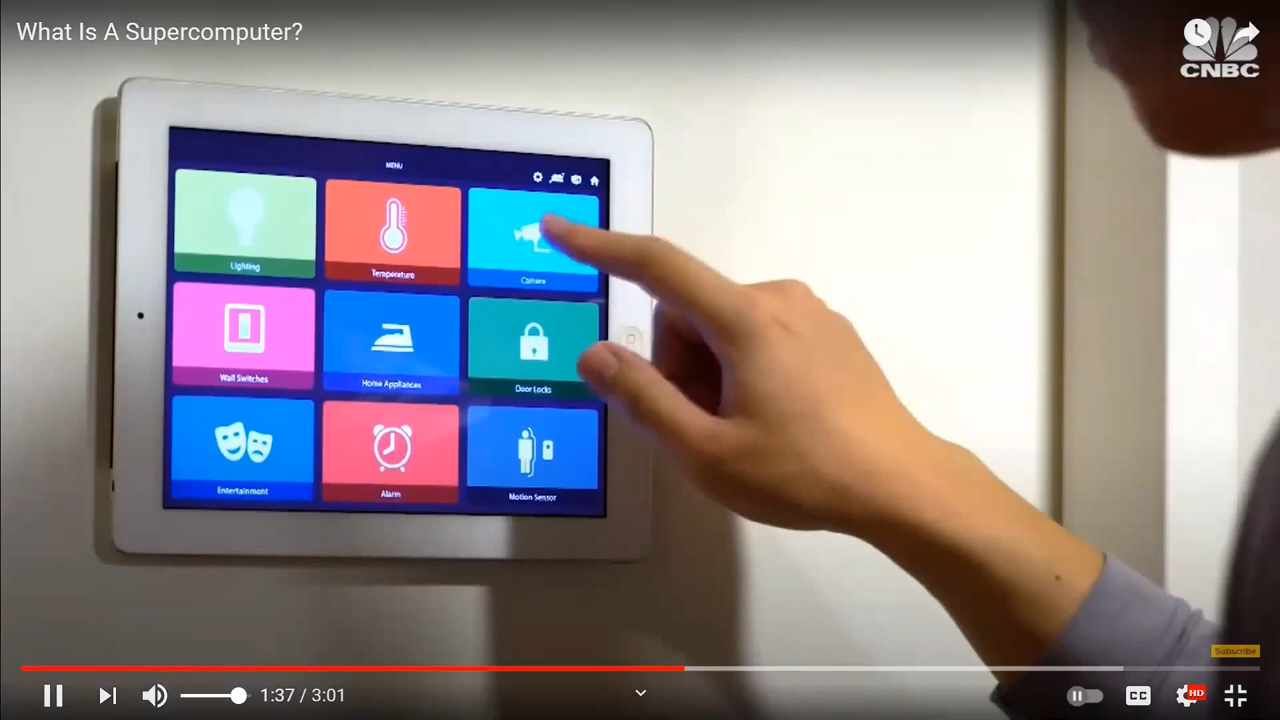 What Is A Supercomputer?
CNBC
MENU
Lighting
Temperature
Camera
Wall Switches
Home Appliances
Door Locks
Entertainment
Alarm
Motion Sensor
Subscribe
1:37 / 3:01
CC
HD